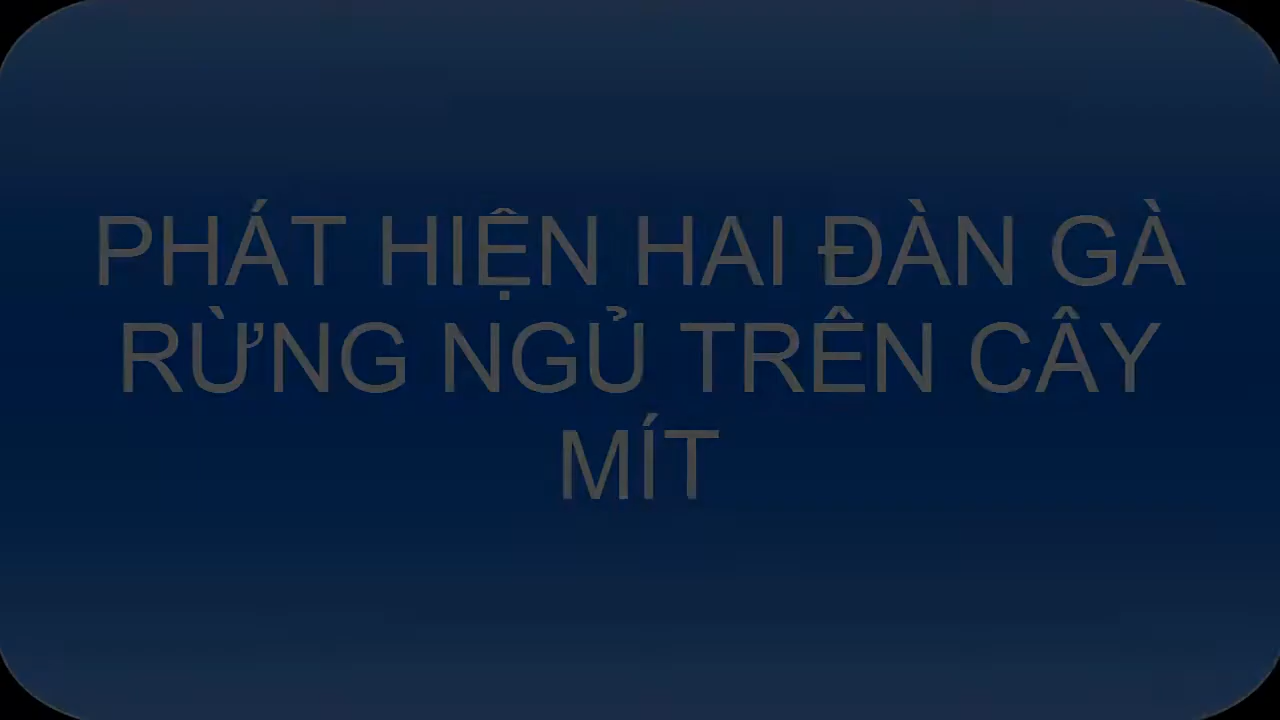 PHÁT HIỆN HAI ĐÀN GÀ
RỪNG NGỦ TRÊN CÂY
MÍT